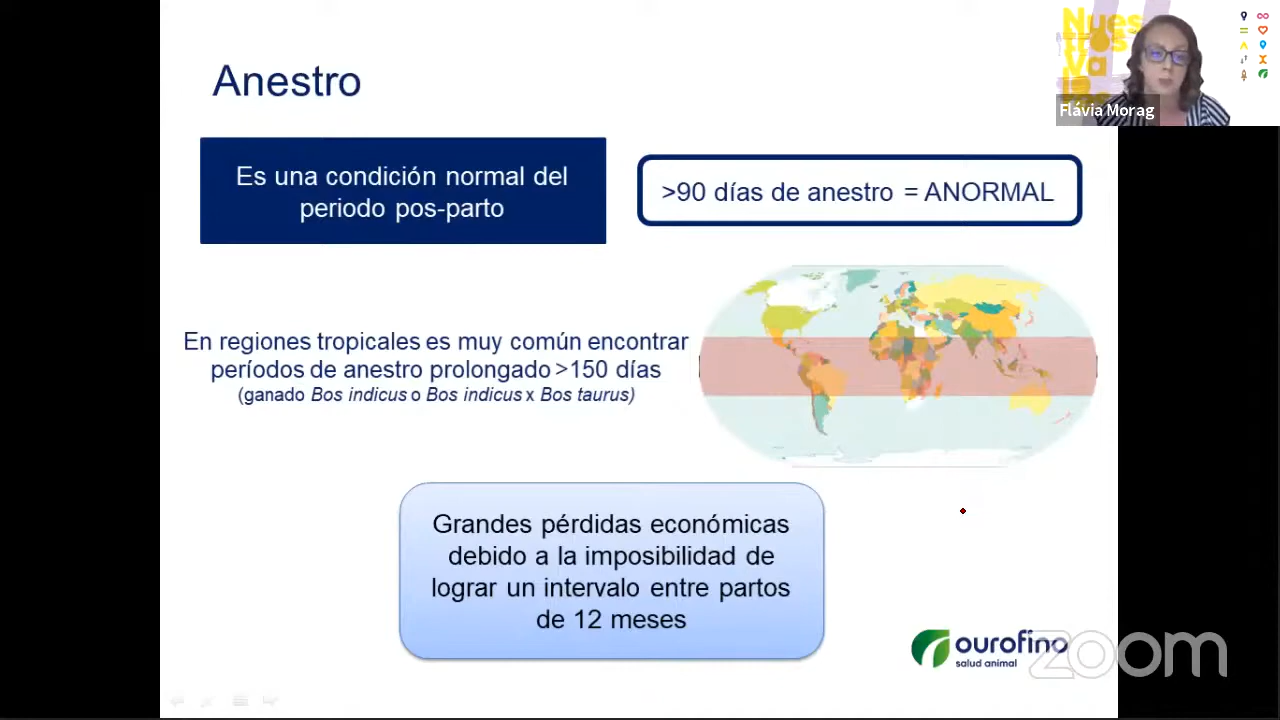 Anestro
Es una condición normal del
periodo pos-parto
>90 días de anestro = ANORMAL
En regiones tropicales es muy común encontrar
períodos de anestro prolongado >150 días
(ganado Bos indicus o Bos indicus x Bos taurus)
Grandes pérdidas económicas
debido a la imposibilidad de
lograr un intervalo entre partos
de 12 meses
ourofino
salud animal
zoom
Flávia Morag